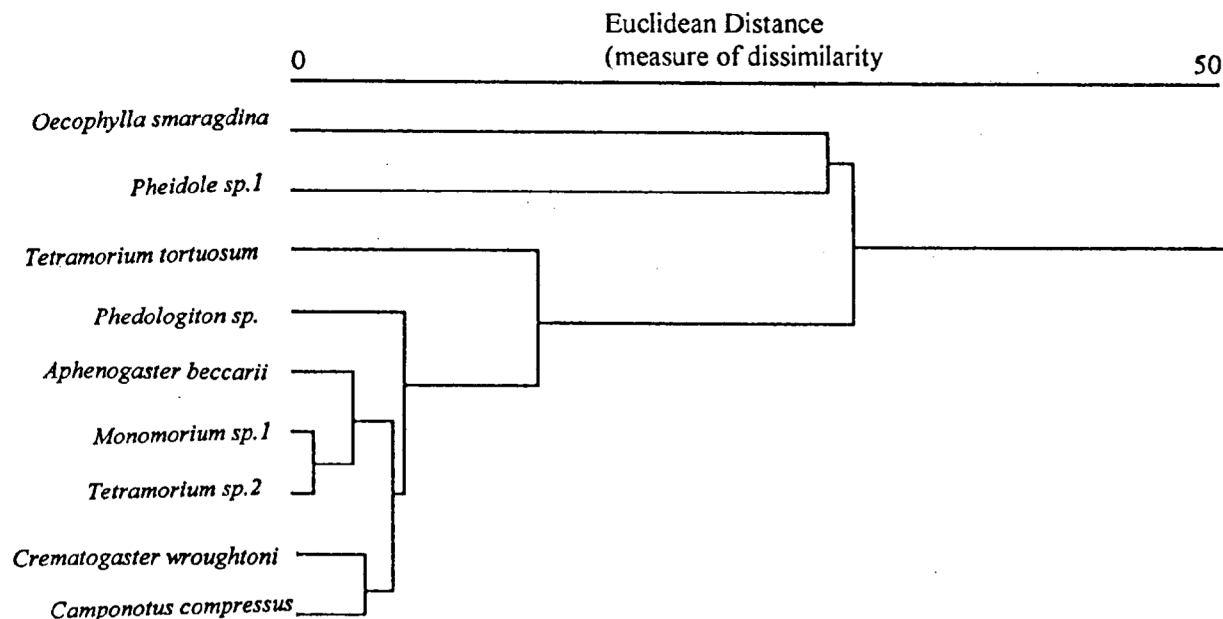 Euclidean Distance
(measure of dissimilarity
0
50
Oecophylla smaragdina
Pheidole sp.1
Tetramorium tortuosum
Phedologiton sp.
Aphenogaster beccarii
Monomorium sp.1
Tetramorium sp.2
Crematogaster wroughtoni
Camponotus compressus